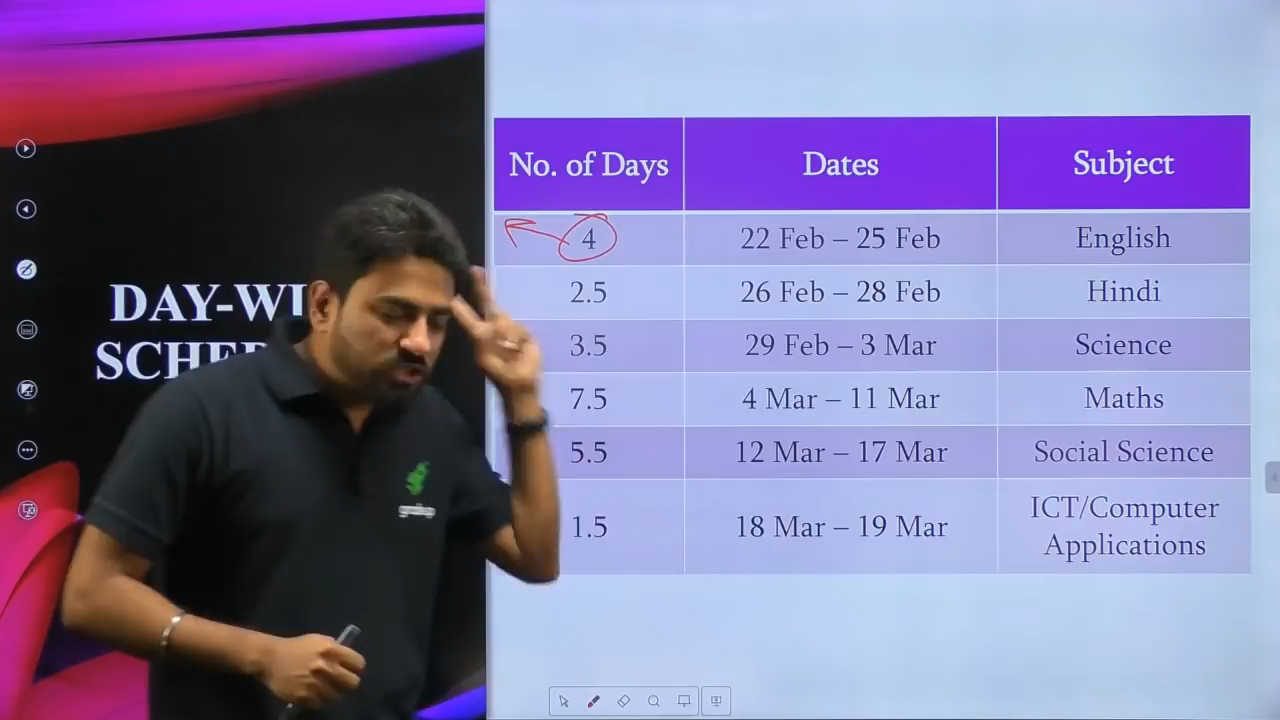 DAY-WI
SCHED
No. of Days Dates Subject
4 22 Feb – 25 Feb English
2.5 26 Feb – 28 Feb Hindi
3.5 29 Feb – 3 Mar Science
7.5 4 Mar – 11 Mar Maths
5.5 12 Mar – 17 Mar Social Science
1.5 18 Mar – 19 Mar ICT/Computer
Applications